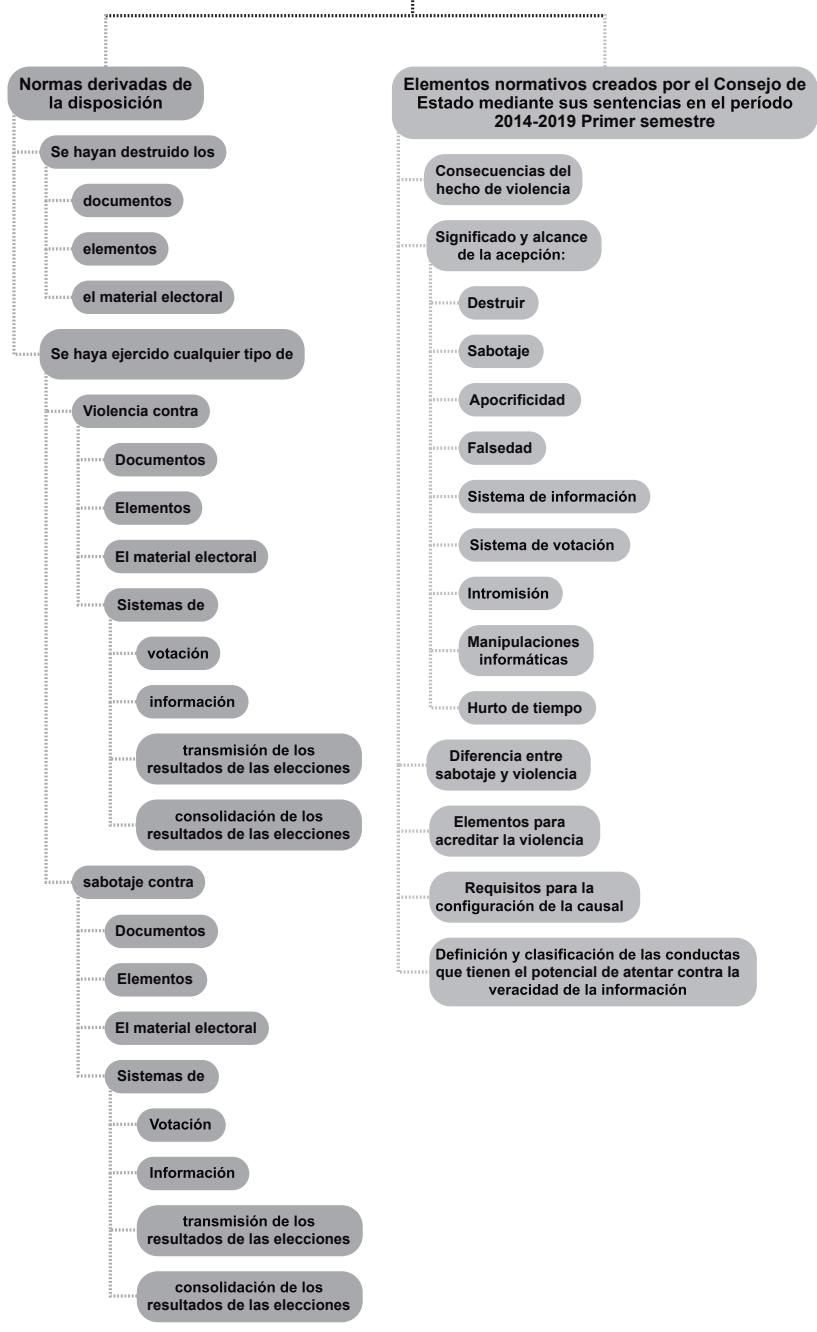 Normas derivadas de
la disposición
Se hayan destruido los
documentos
elementos
el material electoral
Se haya ejercido cualquier tipo de
Violencia contra
Documentos
Elementos
El material electoral
Sistemas de
votación
información
transmisión de los
resultados de las elecciones
consolidación de los
resultados de las elecciones
sabotaje contra
Documentos
Elementos
El material electoral
Sistemas de
Votación
Información
transmisión de los
resultados de las elecciones
consolidación de los
resultados de las elecciones
Elementos normativos creados por el Consejo de
Estado mediante sus sentencias en el período
2014-2019 Primer semestre
Consecuencias del
hecho de violencia
Significado y alcance
de la acepción:
Destruir
Sabotaje
Apocrificidad
Falsedad
Sistema de información
Sistema de votación
Intromisión
Manipulaciones
informáticas
Hurto de tiempo
Diferencia entre
sabotaje y violencia
Elementos para
acreditar la violencia
Requisitos para la
configuración de la causal
Definición y clasificación de las conductas
que tienen el potencial de atentar contra la
veracidad de la información